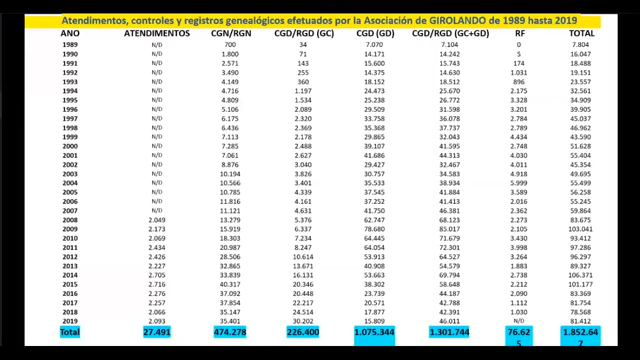 Atendimentos, controles y registros genealógicos efetuados por la Asociación de GIROLANDO de 1989 hasta 2019
ANO ATENDIMENTOS CGN/RGN CGD/RGD (GC) CGD (GD) CGD/RGD (GC+GD) RF TOTAL
1989 N/D 700 34 7.070 7.104 0 7.804
1990 N/D 1.800 71 14.171 14.242 5 16.047
1991 N/D 2.571 143 15.600 15.743 174 18.488
1992 N/D 3.490 255 14.375 14.630 1.031 19.151
1993 N/D 4.149 360 18.152 18.512 896 23.557
1994 N/D 4.716 1.197 24.473 25.670 2.175 32.561
1995 N/D 4.809 1.534 25.238 26.772 3.328 34.909
1996 N/D 5.106 2.089 29.509 31.598 3.201 39.905
1997 N/D 6.175 2.320 33.758 36.078 2.784 45.037
1998 N/D 6.436 2.369 35.368 37.737 2.789 46.962
1999 N/D 7.113 2.178 29.865 32.043 4.434 43.590
2000 N/D 7.285 2.488 39.107 41.595 2.748 51.628
2001 N/D 7.061 2.627 41.686 44.313 4.030 55.404
2002 N/D 8.876 3.040 29.427 32.467 4.011 45.354
2003 N/D 10.194 3.826 30.757 34.583 4.918 49.695
2004 N/D 10.566 3.401 35.533 38.934 5.999 55.499
2005 N/D 10.785 4.339 37.545 41.884 3.589 56.258
2006 N/D 11.816 4.161 37.252 41.413 2.016 55.245
2007 N/D 11.121 4.631 41.750 46.381 2.362 59.864
2008 2.049 13.279 5.376 62.747 68.123 2.273 83.675
2009 2.173 15.919 6.337 78.680 85.017 2.105 103.041
2010 2.069 18.303 7.234 64.445 71.679 3.430 93.412
2011 2.434 20.987 8.247 64.054 72.301 3.998 97.286
2012 2.426 28.506 10.614 53.913 64.527 3.264 96.297
2013 2.227 32.865 13.621 40.908 54.579 1.883 89.327
2014 2.705 33.839 16.131 53.663 69.794 2.738 106.371
2015 2.716 40.317 20.346 38.302 58.648 2.212 101.177
2016 2.276 37.092 20.448 23.739 44.187 2.090 83.369
2017 2.257 37.854 22.217 20.571 42.788 1.112 81.754
2018 2.066 35.147 24.514 17.877 42.391 1.030 78.568
2019 2.093 35.401 30.202 15.809 46.011 N/D 81.412
Total 27.491 474.278 226.400 1.075.344 1.301.744 76.62 1.852.64
5 7